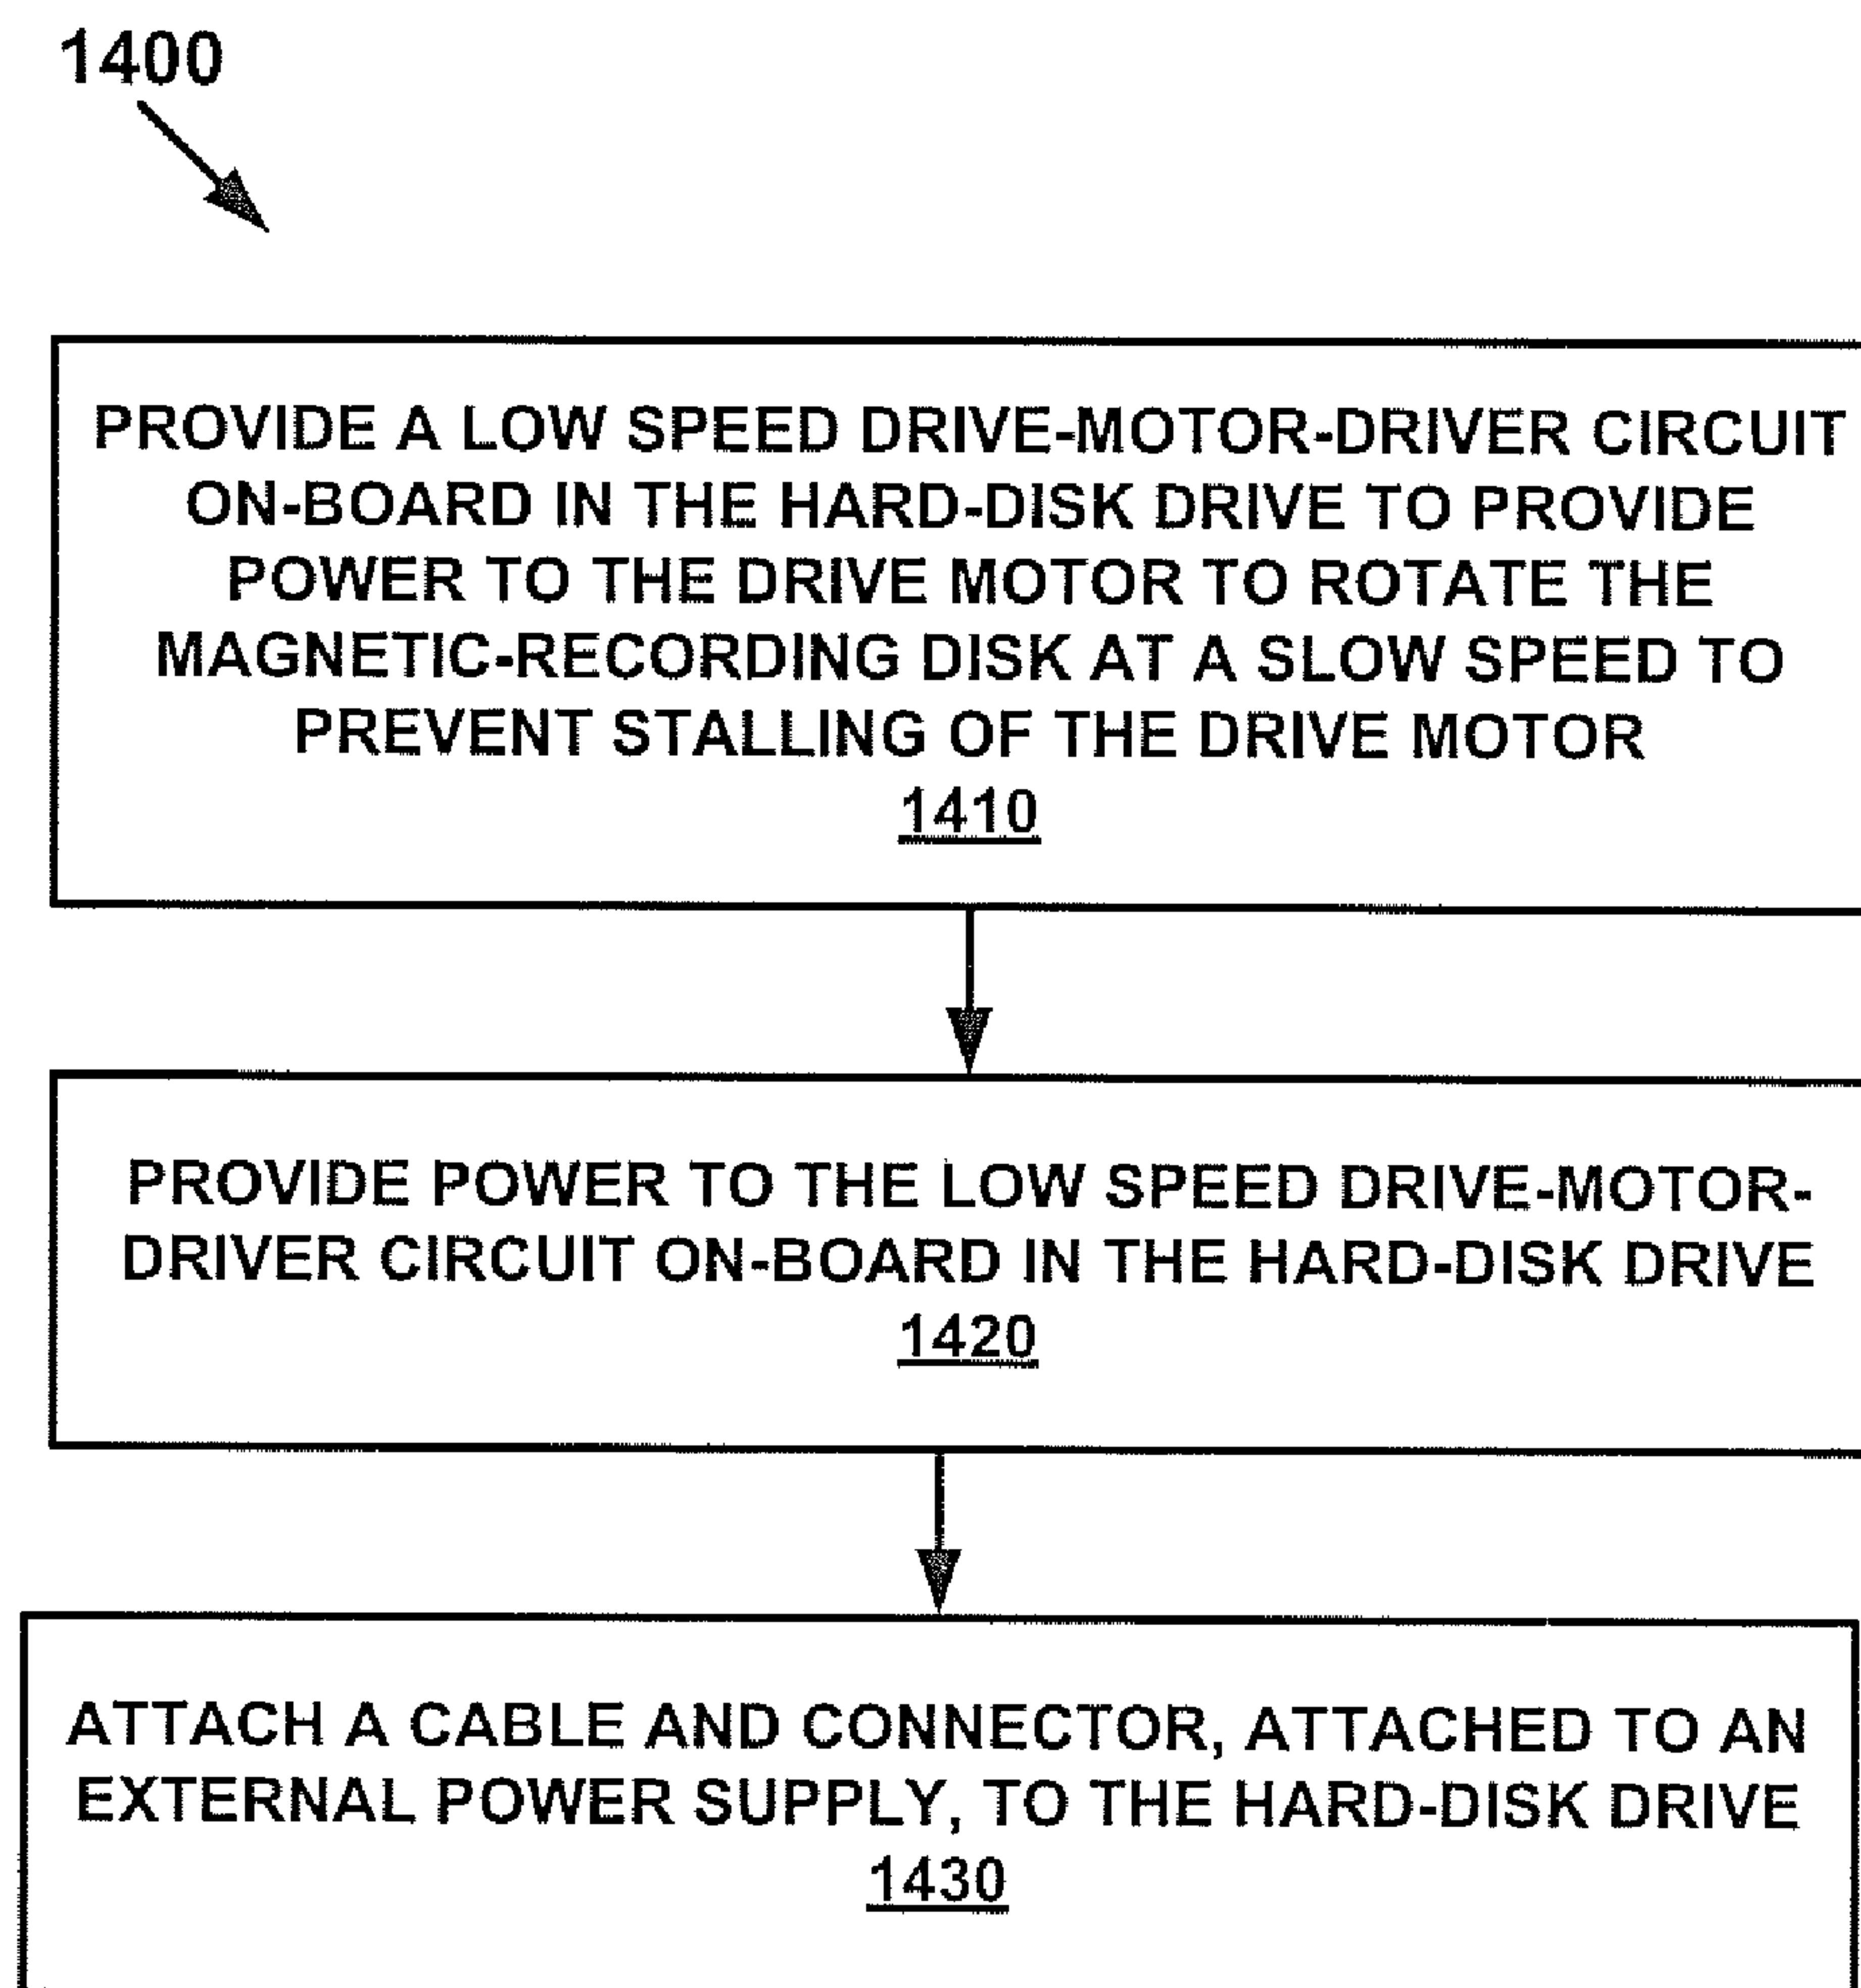 1400
PROVIDE A LOW SPEED DRIVE-MOTOR-DRIVER CIRCUIT
ON-BOARD IN THE HARD-DISK DRIVE TO PROVIDE
POWER TO THE DRIVE MOTOR TO ROTATE THE
MAGNETIC-RECORDING DISK AT A SLOW SPEED TO
PREVENT STALLING OF THE DRIVE MOTOR
1410
PROVIDE POWER TO THE LOW SPEED DRIVE-MOTOR-
DRIVER CIRCUIT ON-BOARD IN THE HARD-DISK DRIVE
1420
ATTACH A CABLE AND CONNECTOR, ATTACHED TO AN
EXTERNAL POWER SUPPLY, TO THE HARD-DISK DRIVE
1430